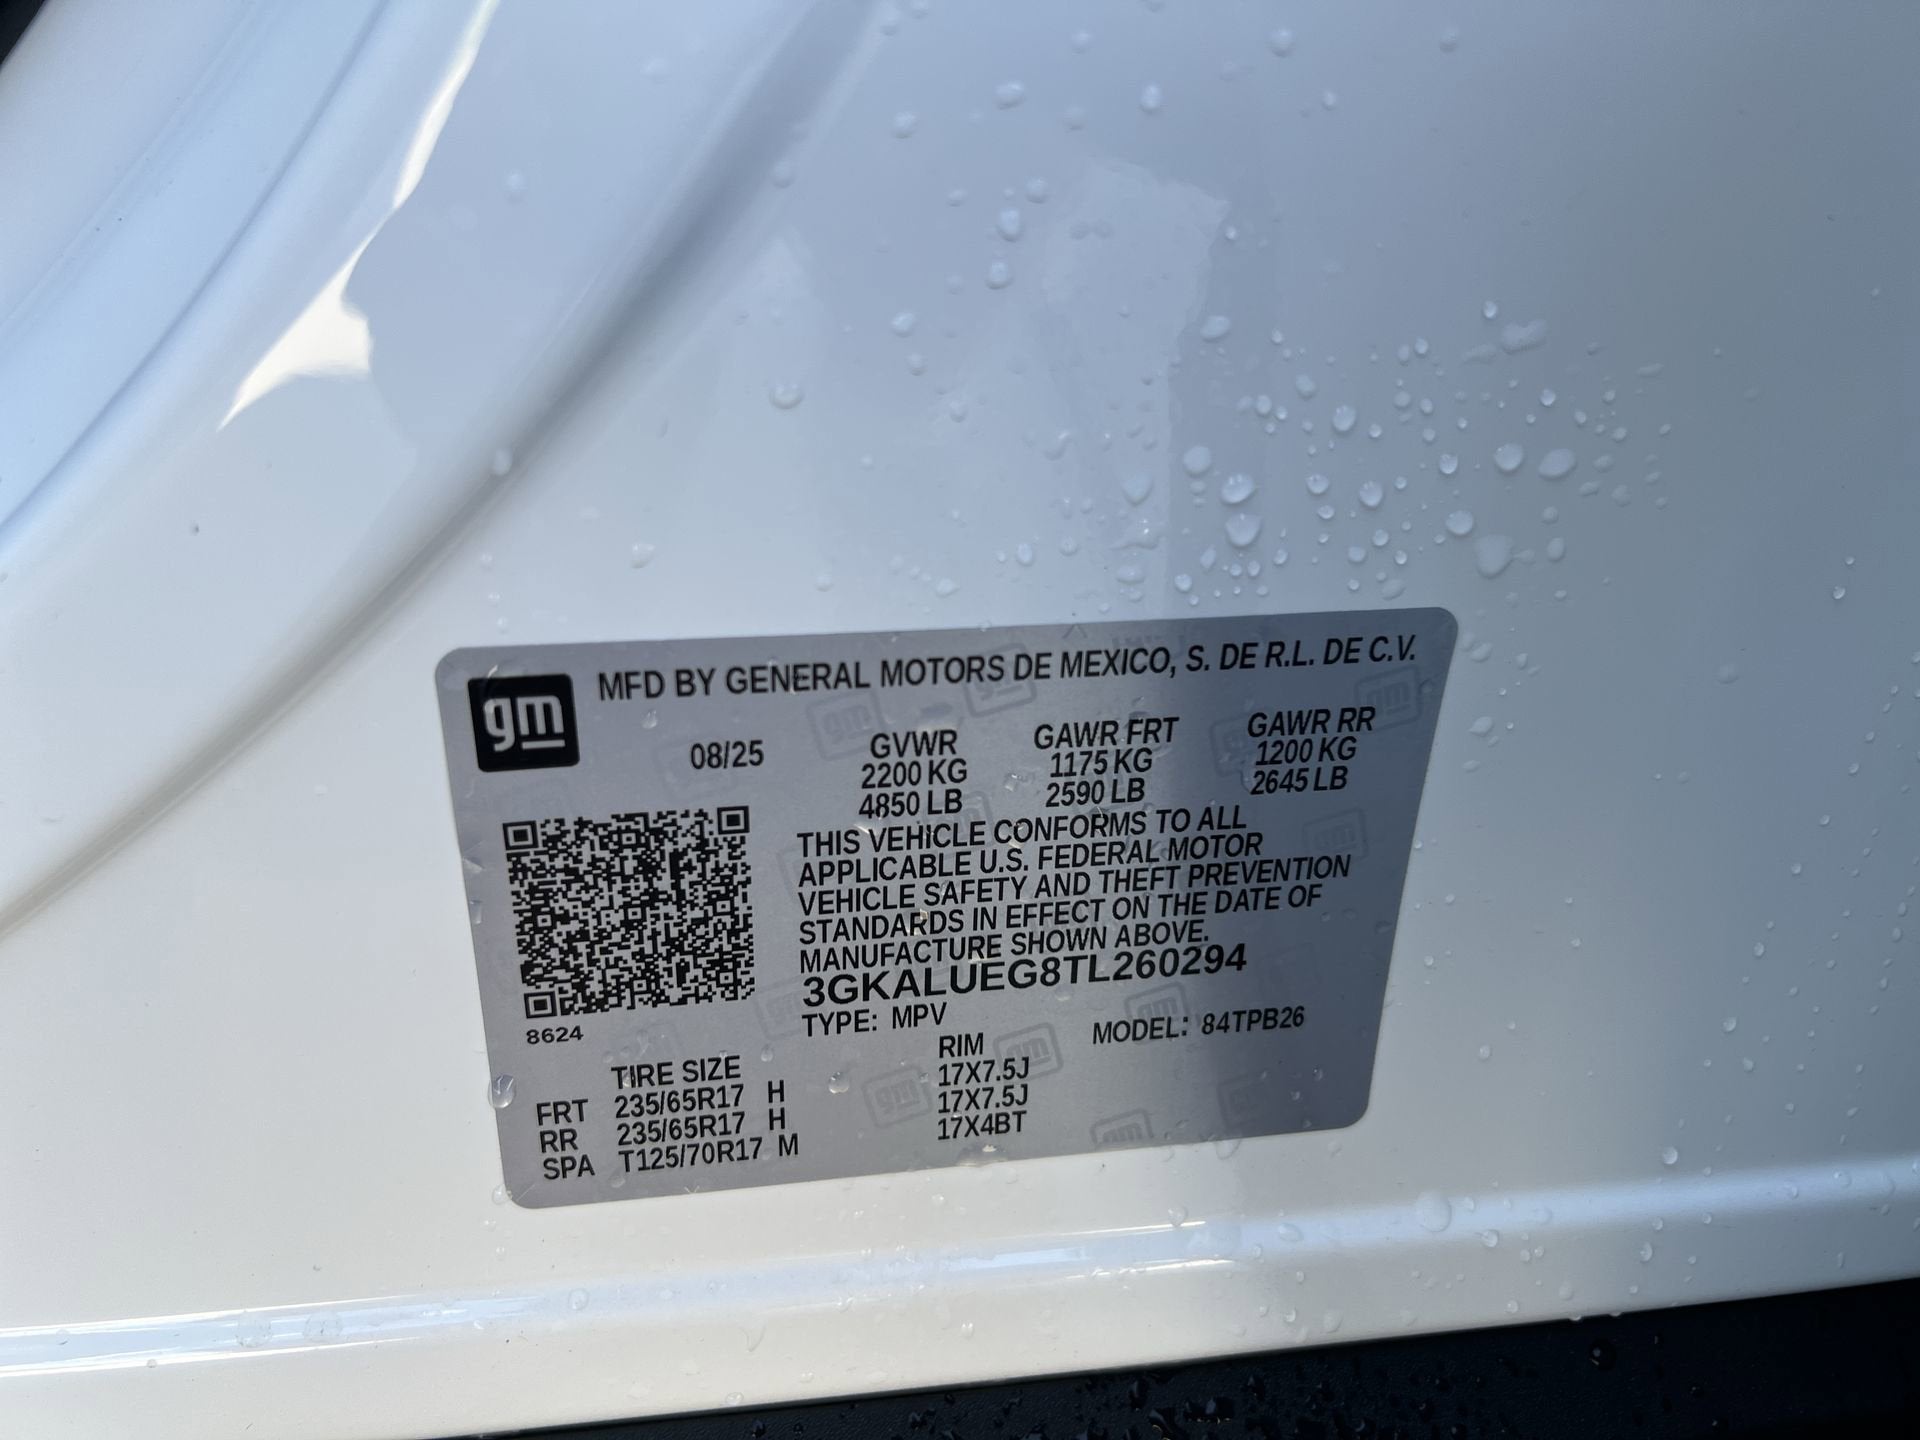 gm
MFD BY GENERAL MOTORS DE MEXICO, S. DE R.L. DE C.V.
08/25
GVWR
2200 KG
4850 LB
GAWR FRT
1175 KG
2590 LB
GAWR RR
1200 KG
2645 LB
THIS VEHICLE CONFORMS TO ALL
APPLICABLE U.S. FEDERAL MOTOR
VEHICLE SAFETY AND THEFT PREVENTION
STANDARDS IN EFFECT ON THE DATE OF
MANUFACTURE SHOWN ABOVE.
3GKALUEG8TL260294
TYPE: MPV MODEL: 84TPB26
8624
TIRE SIZE RIM
FRT 235/65R17 H 17X7.5J
RR 235/65R17 H 17X7.5J
SPA T125/70R17 M 17X4BT